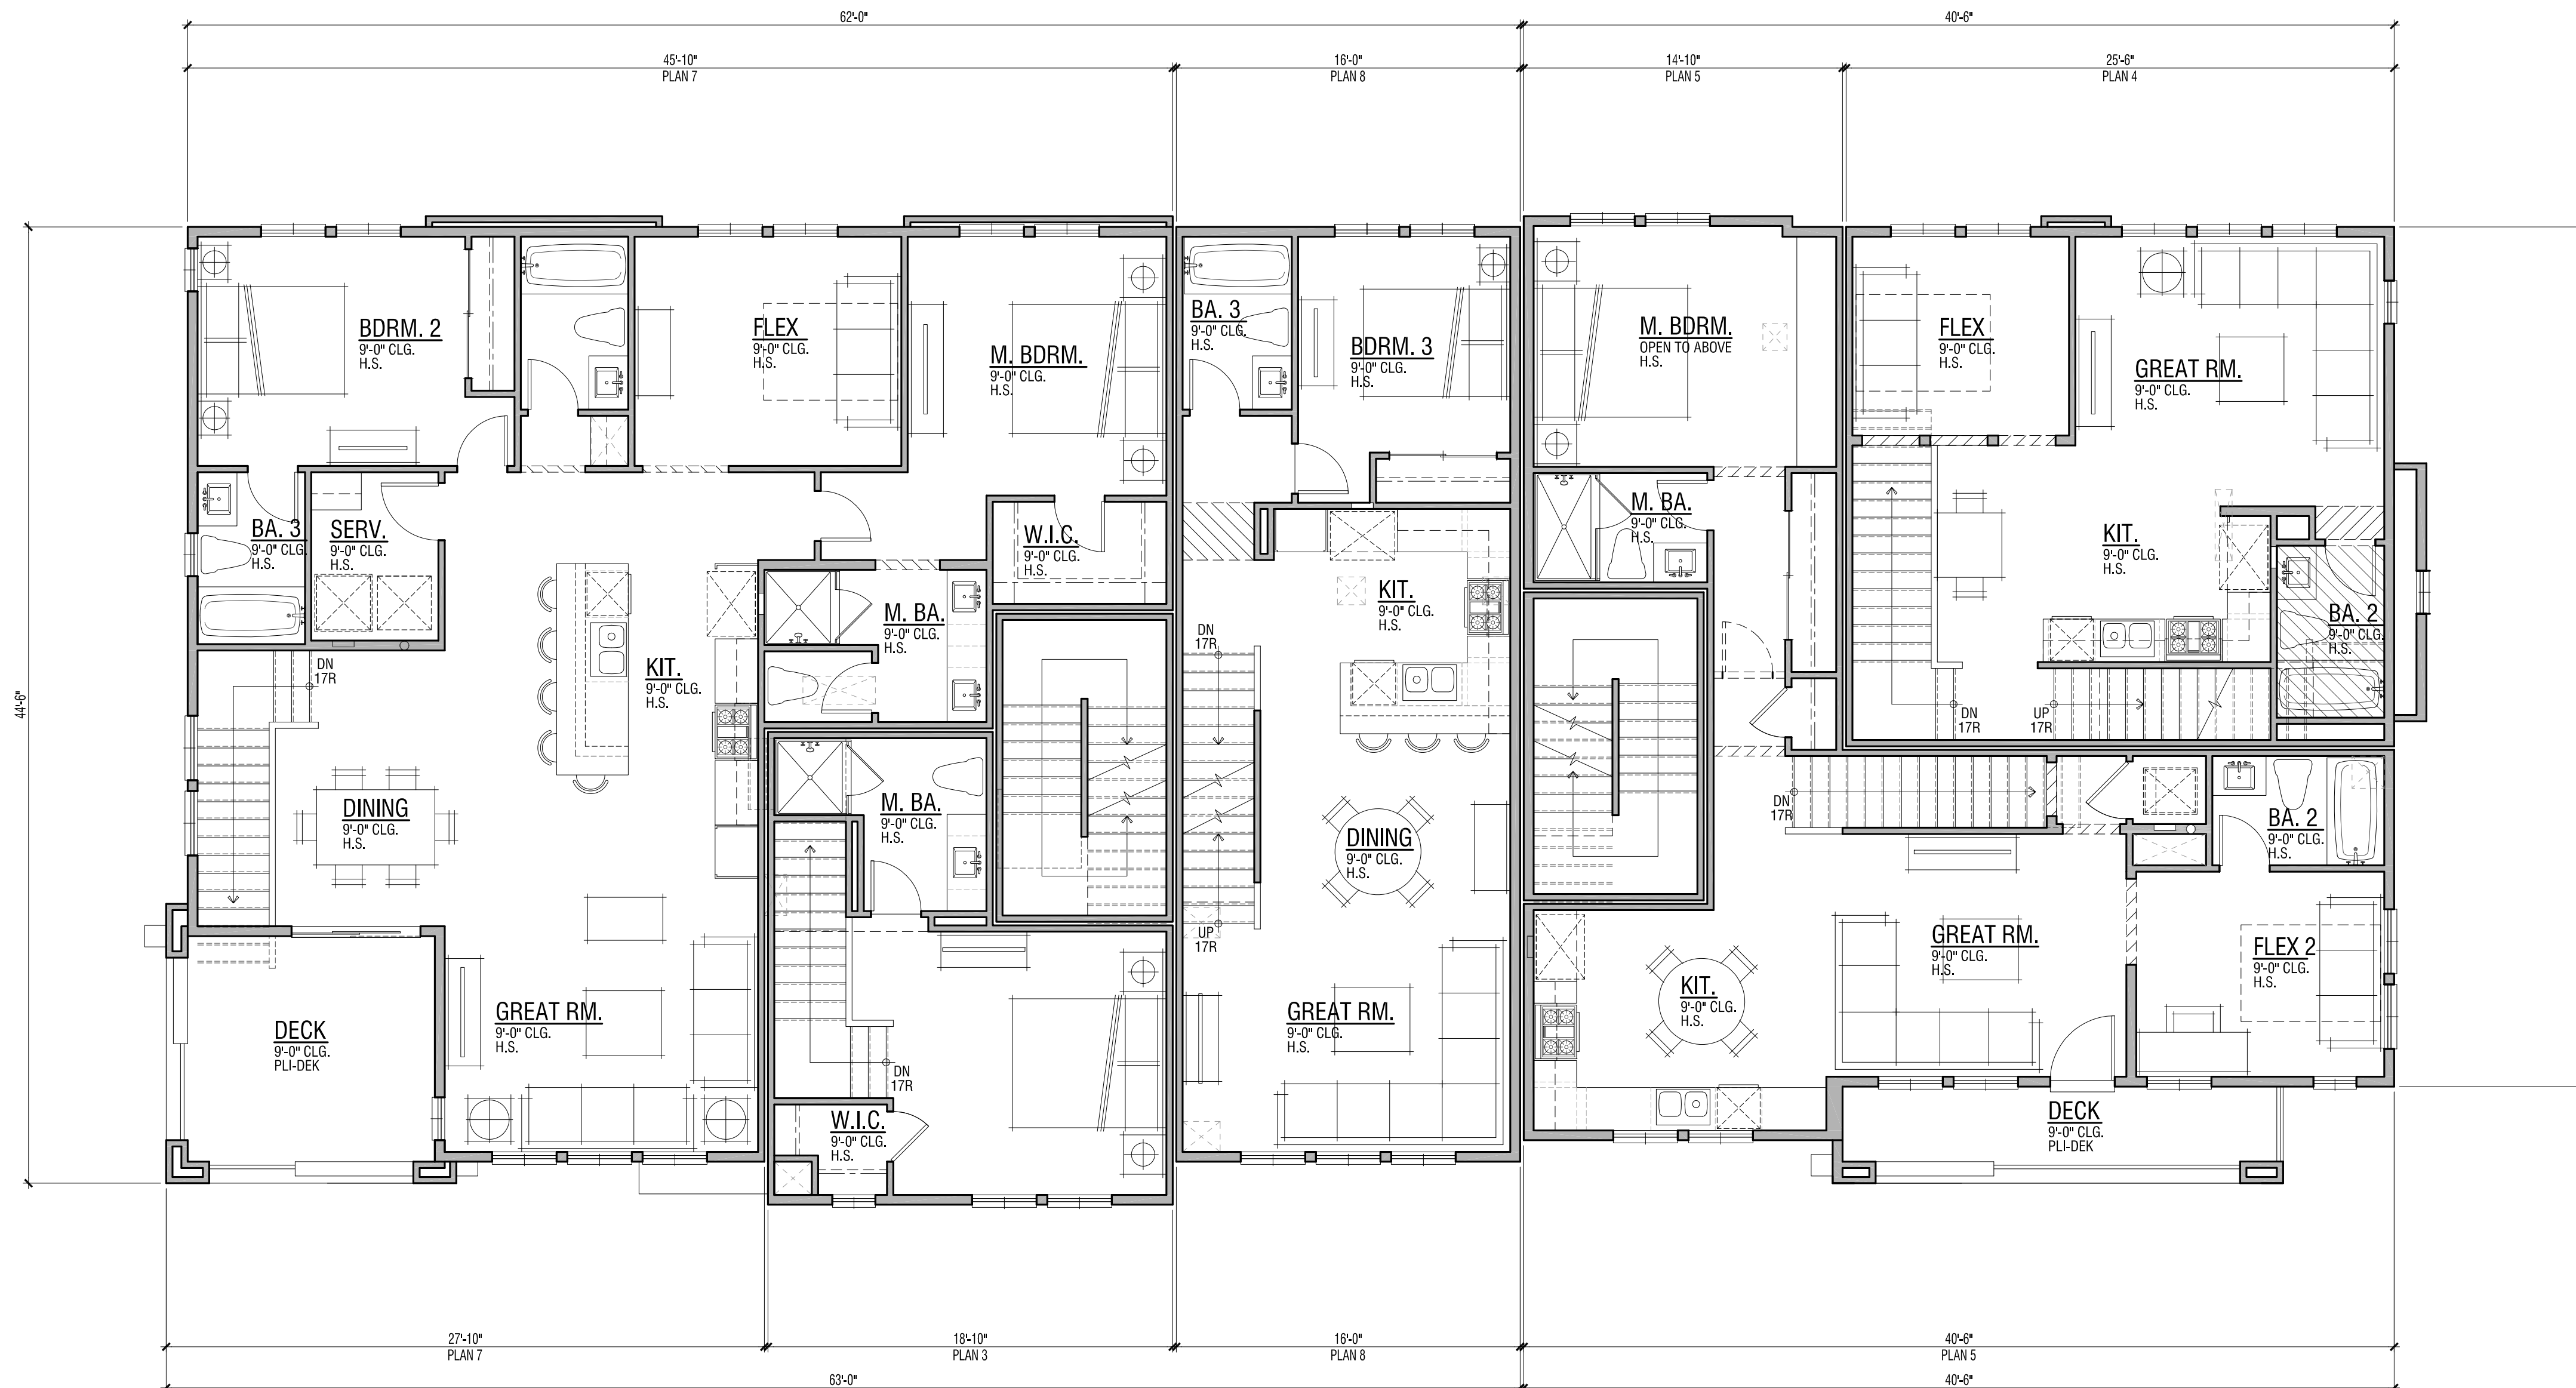 62'-0"
40'-6"
45'-10"
PLAN 7
16'-0"
PLAN 8
14'-10"
PLAN 5
25'-6"
PLAN 4
44'-6"
BDRM. 2
9'-0" CLG.
H.S.
FLEX
9'-0" CLG.
H.S.
M. BDRM.
9'-0" CLG.
H.S.
BA. 3
9'-0" CLG.
H.S.
BDRM. 3
9'-0" CLG.
H.S.
M. BDRM.
OPEN TO ABOVE
H.S.
FLEX
9'-0" CLG.
H.S.
GREAT RM.
9'-0" CLG.
H.S.
BA. 3
9'-0" CLG.
H.S.
SERV.
9'-0" CLG.
H.S.
W.I.C.
9'-0" CLG.
H.S.
M. BA.
9'-0" CLG.
H.S.
KIT.
9'-0" CLG.
H.S.
KIT.
9'-0" CLG.
H.S.
M. BA.
9'-0" CLG.
H.S.
KIT.
9'-0" CLG.
H.S.
BA. 2
9'-0" CLG.
H.S.
DN
17R
DN
17R
DN
17R
UP
17R
DINING
9'-0" CLG.
H.S.
M. BA.
9'-0" CLG.
H.S.
DINING
9'-0" CLG.
H.S.
DN
17R
BA. 2
9'-0" CLG.
H.S.
UP
17R
GREAT RM.
9'-0" CLG.
H.S.
FLEX 2
9'-0" CLG.
H.S.
DECK
9'-0" CLG.
PLI-DEK
GREAT RM.
9'-0" CLG.
H.S.
DN
17R
GREAT RM.
9'-0" CLG.
H.S.
KIT.
9'-0" CLG.
H.S.
W.I.C.
9'-0" CLG.
H.S.
DECK
9'-0" CLG.
PLI-DEK
27'-10"
PLAN 7
18'-10"
PLAN 3
16'-0"
PLAN 8
40'-6"
PLAN 5
63'-0"
40'-6"